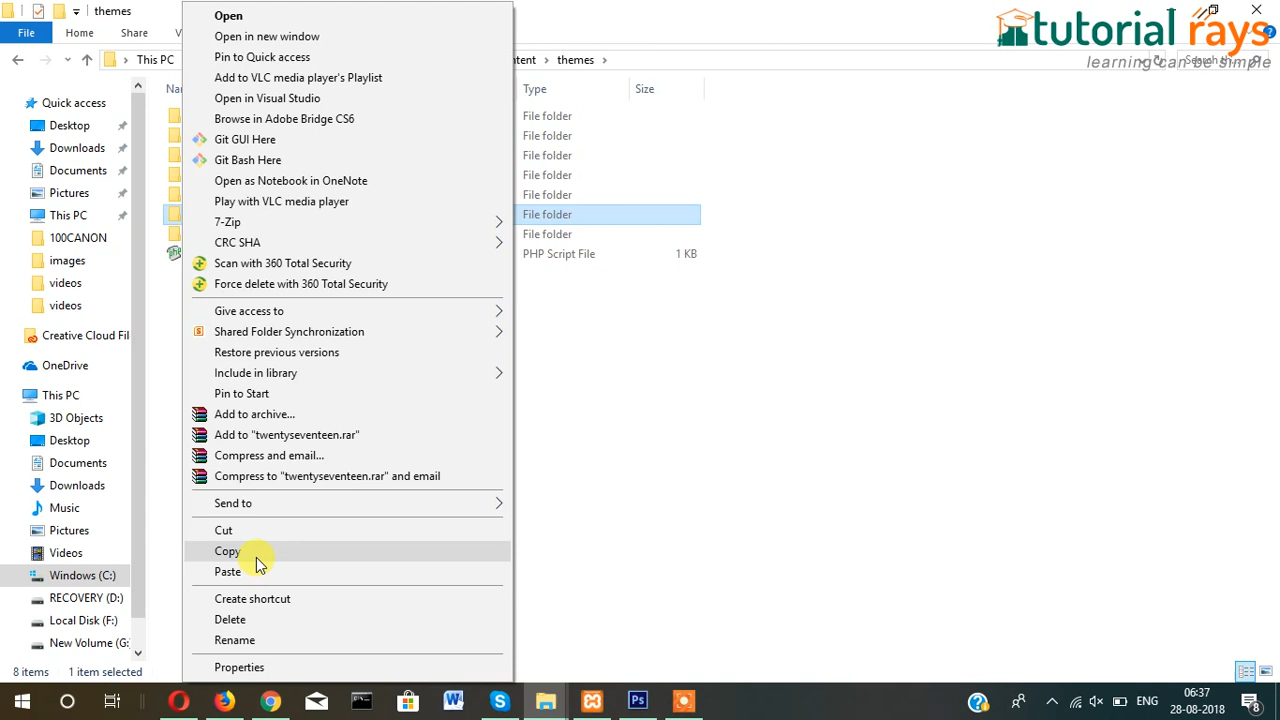 themes
File
Home
Share
V
This PC
ntent
themes
Search th
tutorial rays
learning can be simple
Quick access
Desktop
Downloads
Documents
Pictures
This PC
100CANON
images
videos
videos
Creative Cloud Fil
OneDrive
This PC
3D Objects
Desktop
Documents
Downloads
Music
Pictures
Videos
Windows (C:)
RECOVERY (D:)
Local Disk (F:)
New Volume (G:
8 items
1 item selected
Open
Open in new window
Pin to Quick access
Add to VLC media player's Playlist
Open in Visual Studio
Browse in Adobe Bridge CS6
Git GUI Here
Git Bash Here
Open as Notebook in OneNote
Play with VLC media player
7-Zip
CRC SHA
Scan with 360 Total Security
Force delete with 360 Total Security
Give access to
Shared Folder Synchronization
Restore previous versions
Include in library
Pin to Start
Add to archive...
Add to "twentyseventeen.rar"
Compress and email...
Compress to "twentyseventeen.rar" and email
Send to
Cut
Copy
Paste
Create shortcut
Delete
Rename
Properties
Na
Type
Size
File folder
File folder
File folder
File folder
File folder
File folder
File folder
PHP Script File 1 KB
ENG
06:37
28-08-2018
8